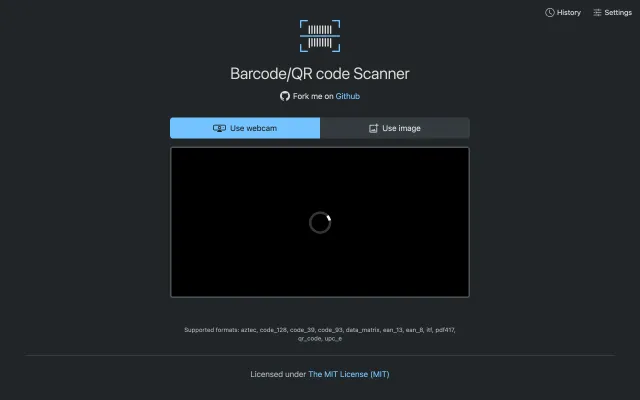 History
Settings
Barcode/QR code Scanner
Fork me on Github
Use webcam
Use image
Supported formats: aztec, code_128, code_39, code_93, data_matrix, ean_13, ean_8, itf, pdf417,
qr_code, upc_e
Licensed under The MIT License (MIT)